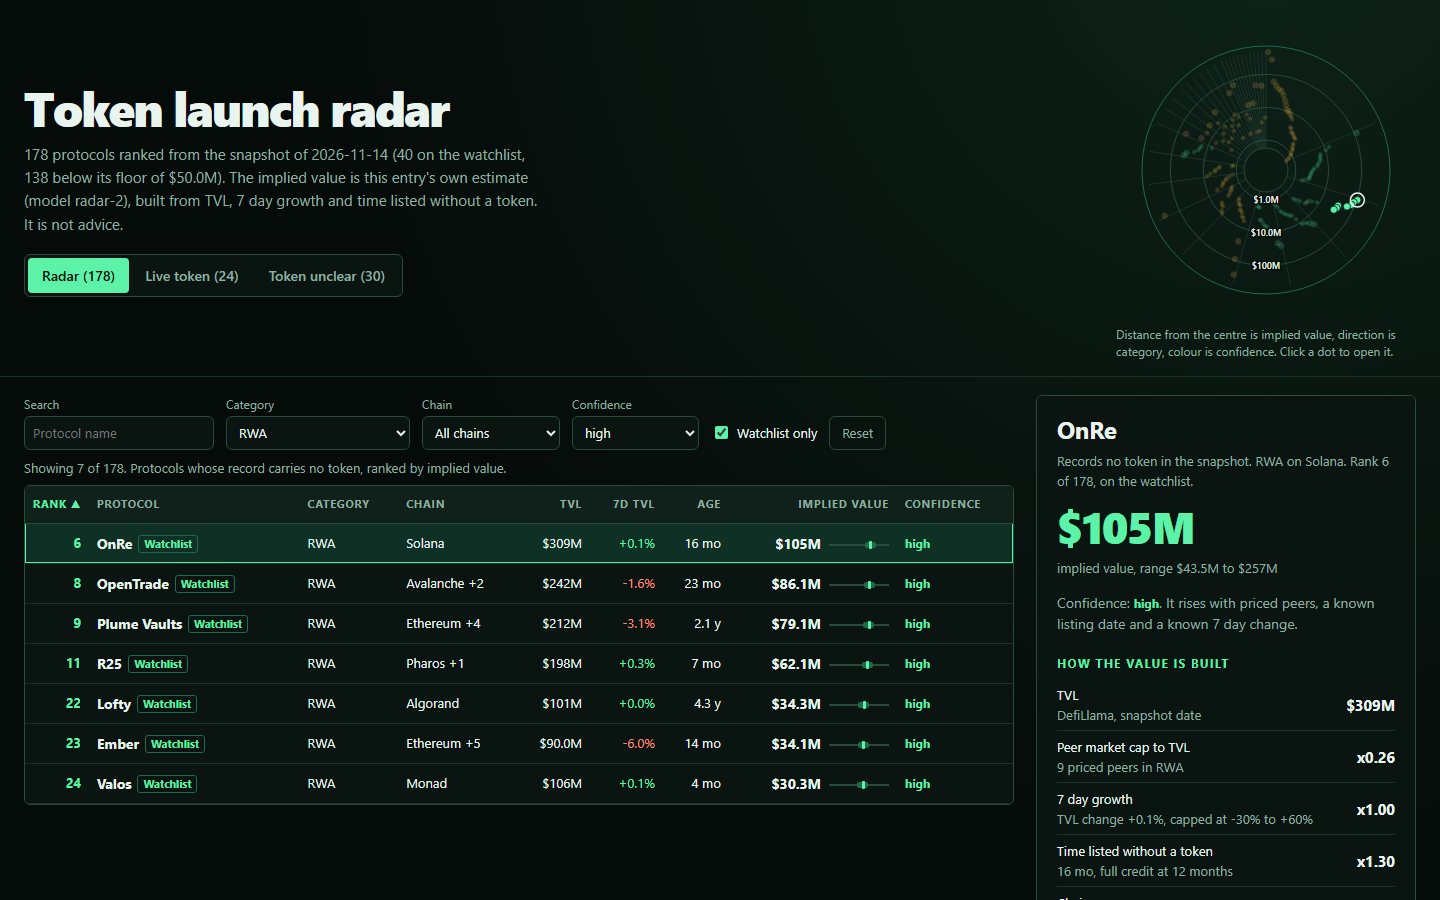 Token launch radar
178 protocols ranked from the snapshot of 2026-11-14 (40 on the watchlist,
138 below its floor of $50.0M). The implied value is this entry's own estimate
(model radar-2), built from TVL, 7 day growth and time listed without a token.
It is not advice.
Radar (178) Live token (24) Token unclear (30)
$1.0M
$10.0M
$100M
Distance from the centre is implied value, direction is
category, colour is confidence. Click a dot to open it.
Search Category Chain Confidence
Protocol name RWA All chains high Watchlist only Reset
Showing 7 of 178. Protocols whose record carries no token, ranked by implied value.
RANK ▲ PROTOCOL CATEGORY CHAIN TVL 7D TVL AGE IMPLIED VALUE CONFIDENCE
6 OnRe Watchlist RWA Solana $309M +0.1% 16 mo $105M high
8 OpenTrade Watchlist RWA Avalanche +2 $242M -1.6% 23 mo $86.1M high
9 Plume Vaults Watchlist RWA Ethereum +4 $212M -3.1% 2.1 y $79.1M high
11 R25 Watchlist RWA Pharos +1 $198M +0.3% 7 mo $62.1M high
22 Lofty Watchlist RWA Algorand $101M +0.0% 4.3 y $34.3M high
23 Ember Watchlist RWA Ethereum +5 $90.0M -6.0% 14 mo $34.1M high
24 Valos Watchlist RWA Monad $106M +0.1% 4 mo $30.3M high
OnRe
Records no token in the snapshot. RWA on Solana. Rank 6
of 178, on the watchlist.
$105M
implied value, range $43.5M to $257M
Confidence: high. It rises with priced peers, a known
listing date and a known 7 day change.
HOW THE VALUE IS BUILT
TVL
DefiLlama, snapshot date
$309M
Peer market cap to TVL
9 priced peers in RWA
x0.26
7 day growth
TVL change +0.1%, capped at -30% to +60%
x1.00
Time listed without a token
16 mo, full credit at 12 months
x1.30